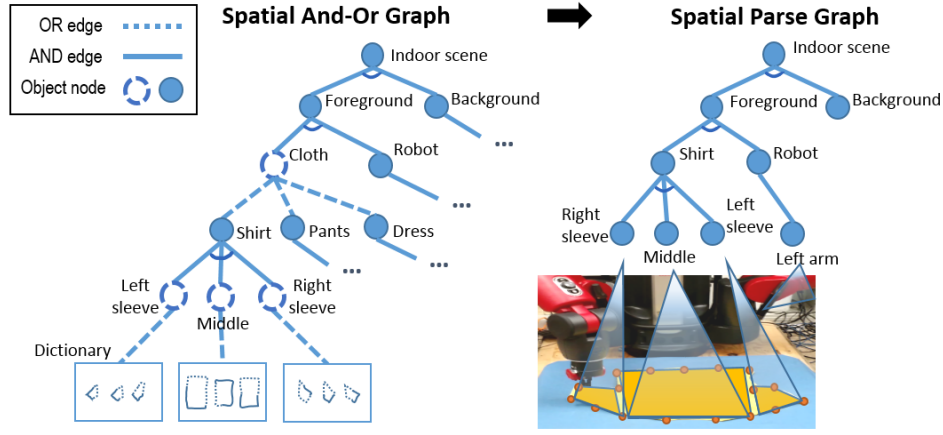 Spatial And-Or Graph
Spatial Parse Graph
OR edge
AND edge
Object node
Indoor scene
Foreground
Background
...
Cloth
Robot
...
...
Shirt
Pants
Dress
...
...
Left
sleeve
Middle
Right
sleeve
Dictionary
Indoor scene
Foreground
Background
Shirt
Robot
Right
sleeve
Middle
Left
sleeve
Left arm